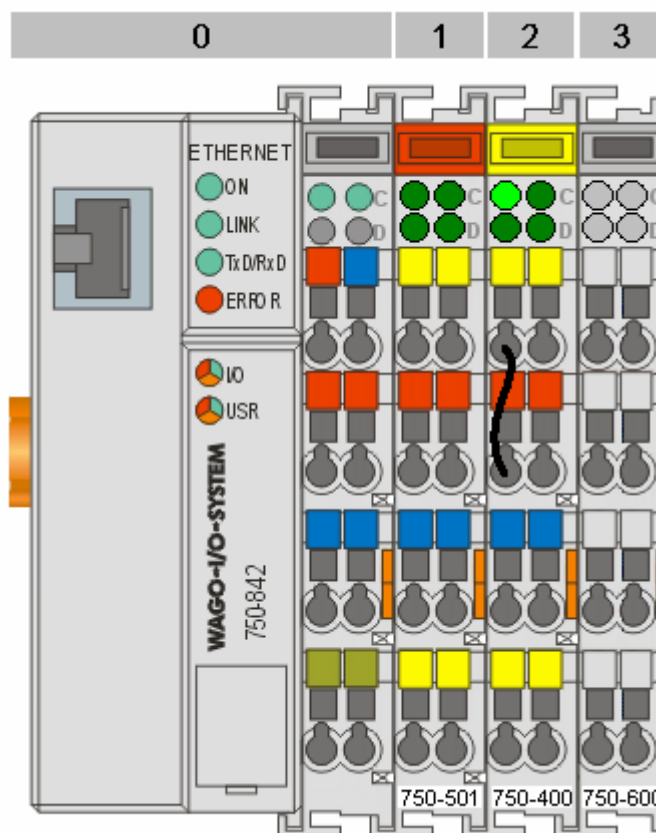 0 1 2 3
ETHERNET
ON
LINK
TxD/RxD
ERROR
I/O
USR
WAGO-I/O-SYSTEM
750-842
C C C C
D D D D
750-501 750-400 750-600